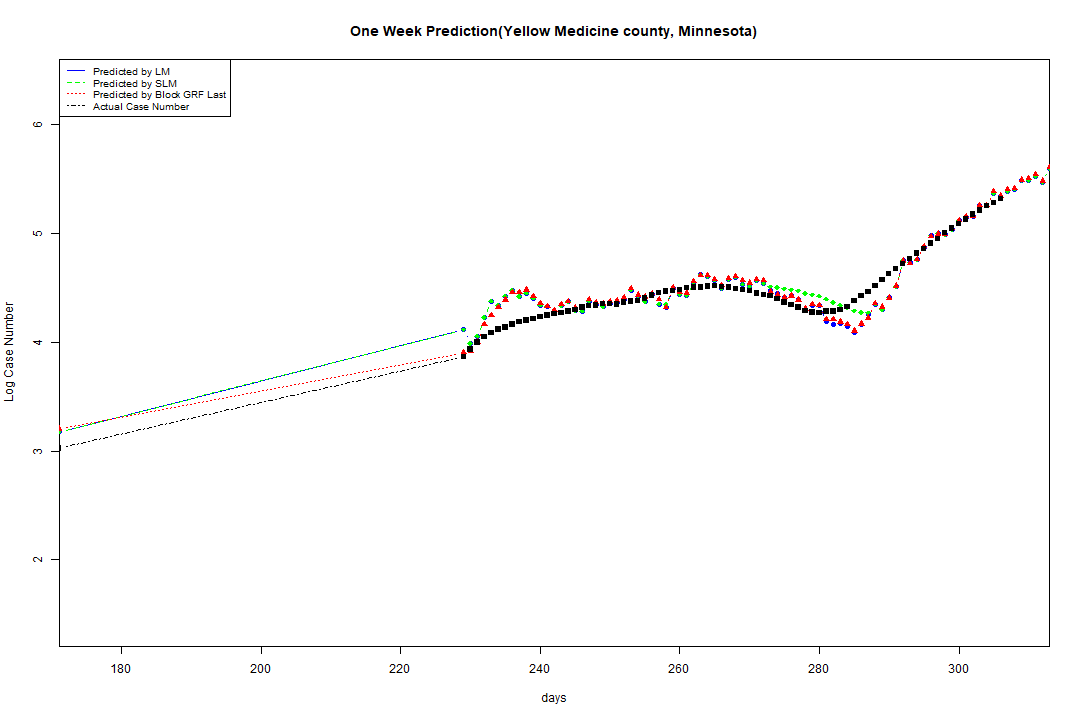 One Week Prediction(Yellow Medicine county, Minnesota)
Predicted by LM
Predicted by SLM
Predicted by Block GRF Last
Actual Case Number
Log Case Number
6
5
4
3
2
180 200 220 240 260 280 300
days